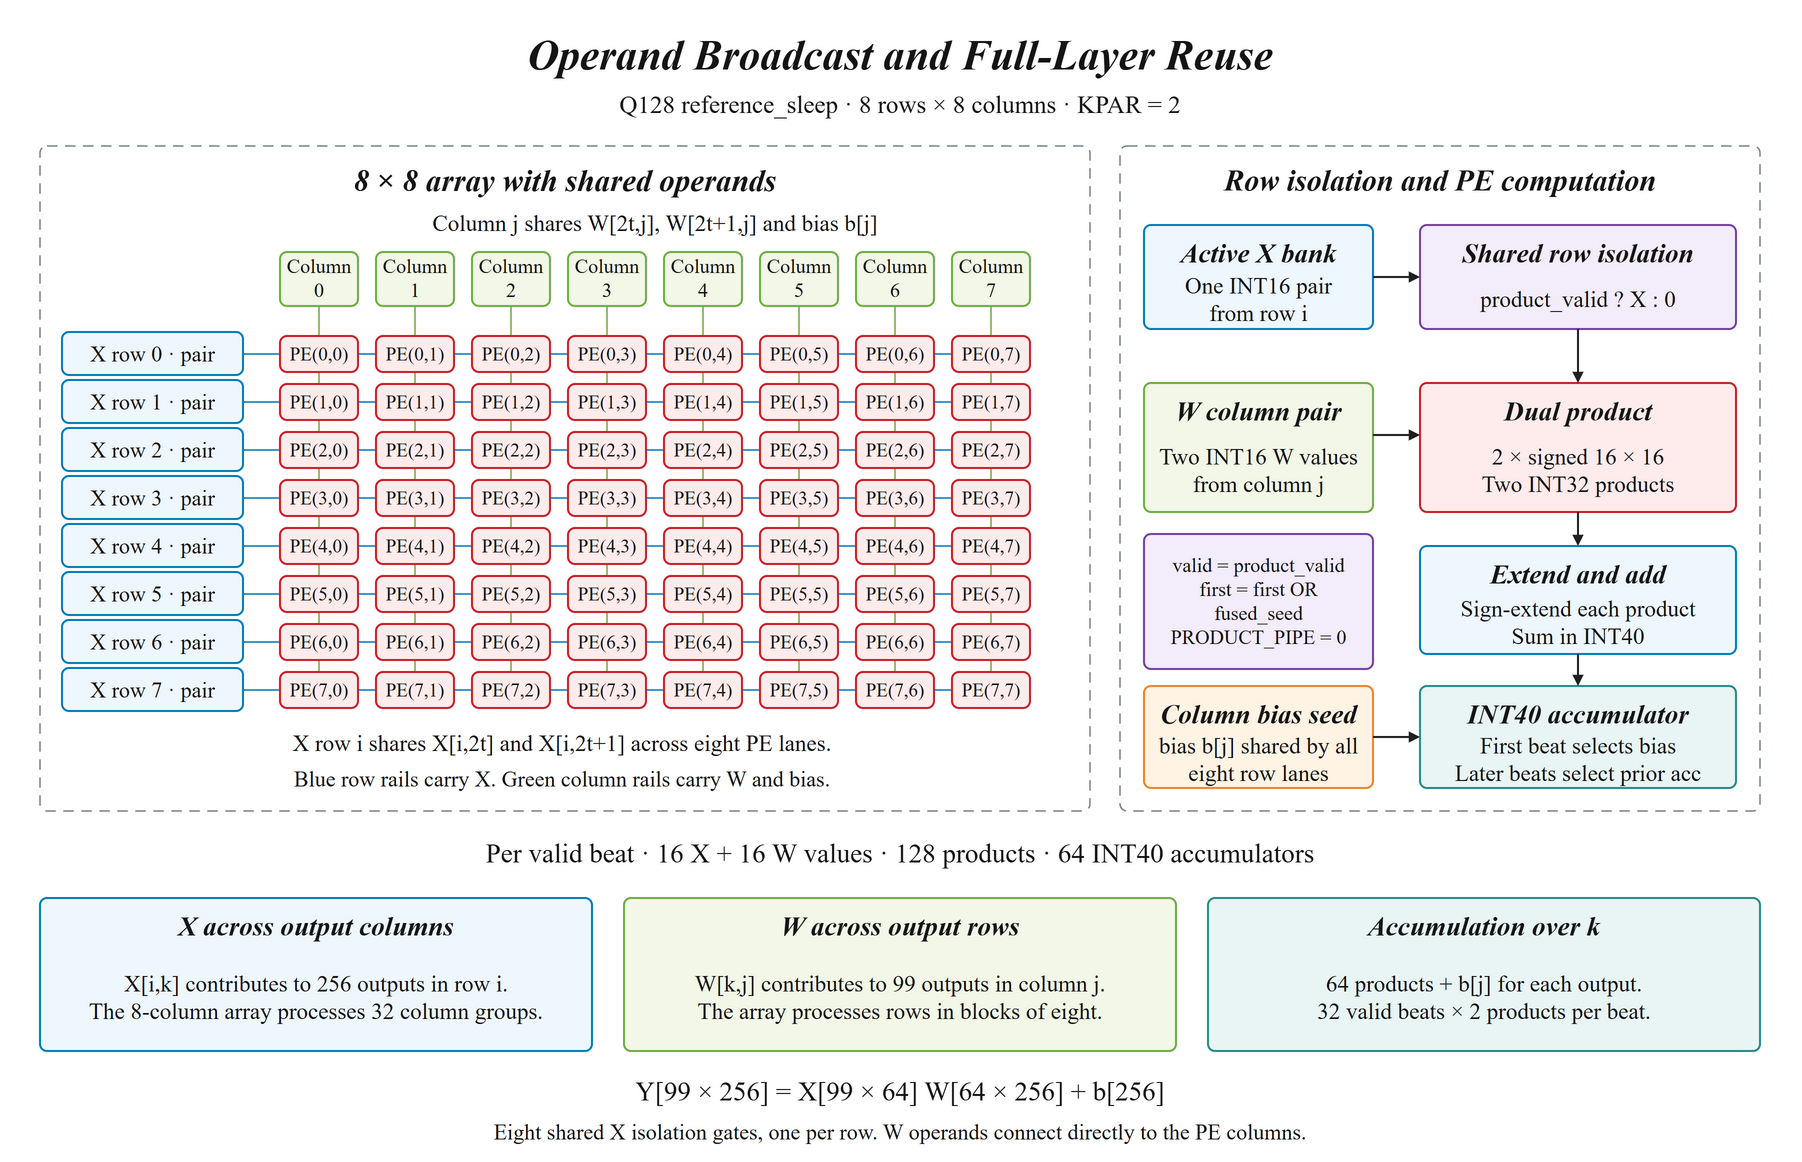 Operand Broadcast and Full-Layer Reuse
Q128 reference_sleep · 8 rows × 8 columns · KPAR = 2
8 × 8 array with shared operands
Column j shares W[2t,j], W[2t+1,j] and bias b[j]
Column 0
Column 1
Column 2
Column 3
Column 4
Column 5
Column 6
Column 7
X row 0 · pair PE(0,0) PE(0,1) PE(0,2) PE(0,3) PE(0,4) PE(0,5) PE(0,6) PE(0,7)
X row 1 · pair PE(1,0) PE(1,1) PE(1,2) PE(1,3) PE(1,4) PE(1,5) PE(1,6) PE(1,7)
X row 2 · pair PE(2,0) PE(2,1) PE(2,2) PE(2,3) PE(2,4) PE(2,5) PE(2,6) PE(2,7)
X row 3 · pair PE(3,0) PE(3,1) PE(3,2) PE(3,3) PE(3,4) PE(3,5) PE(3,6) PE(3,7)
X row 4 · pair PE(4,0) PE(4,1) PE(4,2) PE(4,3) PE(4,4) PE(4,5) PE(4,6) PE(4,7)
X row 5 · pair PE(5,0) PE(5,1) PE(5,2) PE(5,3) PE(5,4) PE(5,5) PE(5,6) PE(5,7)
X row 6 · pair PE(6,0) PE(6,1) PE(6,2) PE(6,3) PE(6,4) PE(6,5) PE(6,6) PE(6,7)
X row 7 · pair PE(7,0) PE(7,1) PE(7,2) PE(7,3) PE(7,4) PE(7,5) PE(7,6) PE(7,7)
X row i shares X[i,2t] and X[i,2t+1] across eight PE lanes.
Blue row rails carry X. Green column rails carry W and bias.
Row isolation and PE computation
Active X bank
One INT16 pair
from row i
Shared row isolation
product_valid ? X : 0
W column pair
Two INT16 W values
from column j
Dual product
2 × signed 16 × 16
Two INT32 products
valid = product_valid
first = first OR
fused_seed
PRODUCT_PIPE = 0
Extend and add
Sign-extend each product
Sum in INT40
Column bias seed
bias b[j] shared by all
eight row lanes
INT40 accumulator
First beat selects bias
Later beats select prior acc
Per valid beat · 16 X + 16 W values · 128 products · 64 INT40 accumulators
X across output columns
X[i,k] contributes to 256 outputs in row i.
The 8-column array processes 32 column groups.
W across output rows
W[k,j] contributes to 99 outputs in column j.
The array processes rows in blocks of eight.
Accumulation over k
64 products + b[j] for each output.
32 valid beats × 2 products per beat.
Y[99 × 256] = X[99 × 64] W[64 × 256] + b[256]
Eight shared X isolation gates, one per row. W operands connect directly to the PE columns.